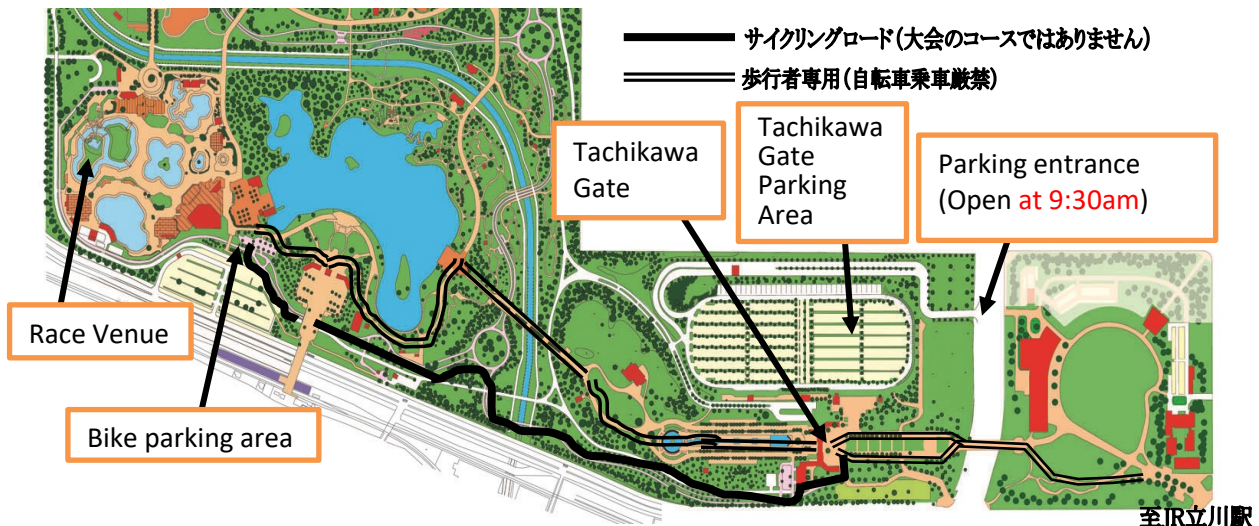 サイクリングロード(大会のコースではありません)
歩行者専用(自転車乗車厳禁)
Tachikawa
Gate
Tachikawa
Gate
Parking
Area
Parking entrance
(Open at 9:30am)
Race Venue
Bike parking area
至JR立川駅